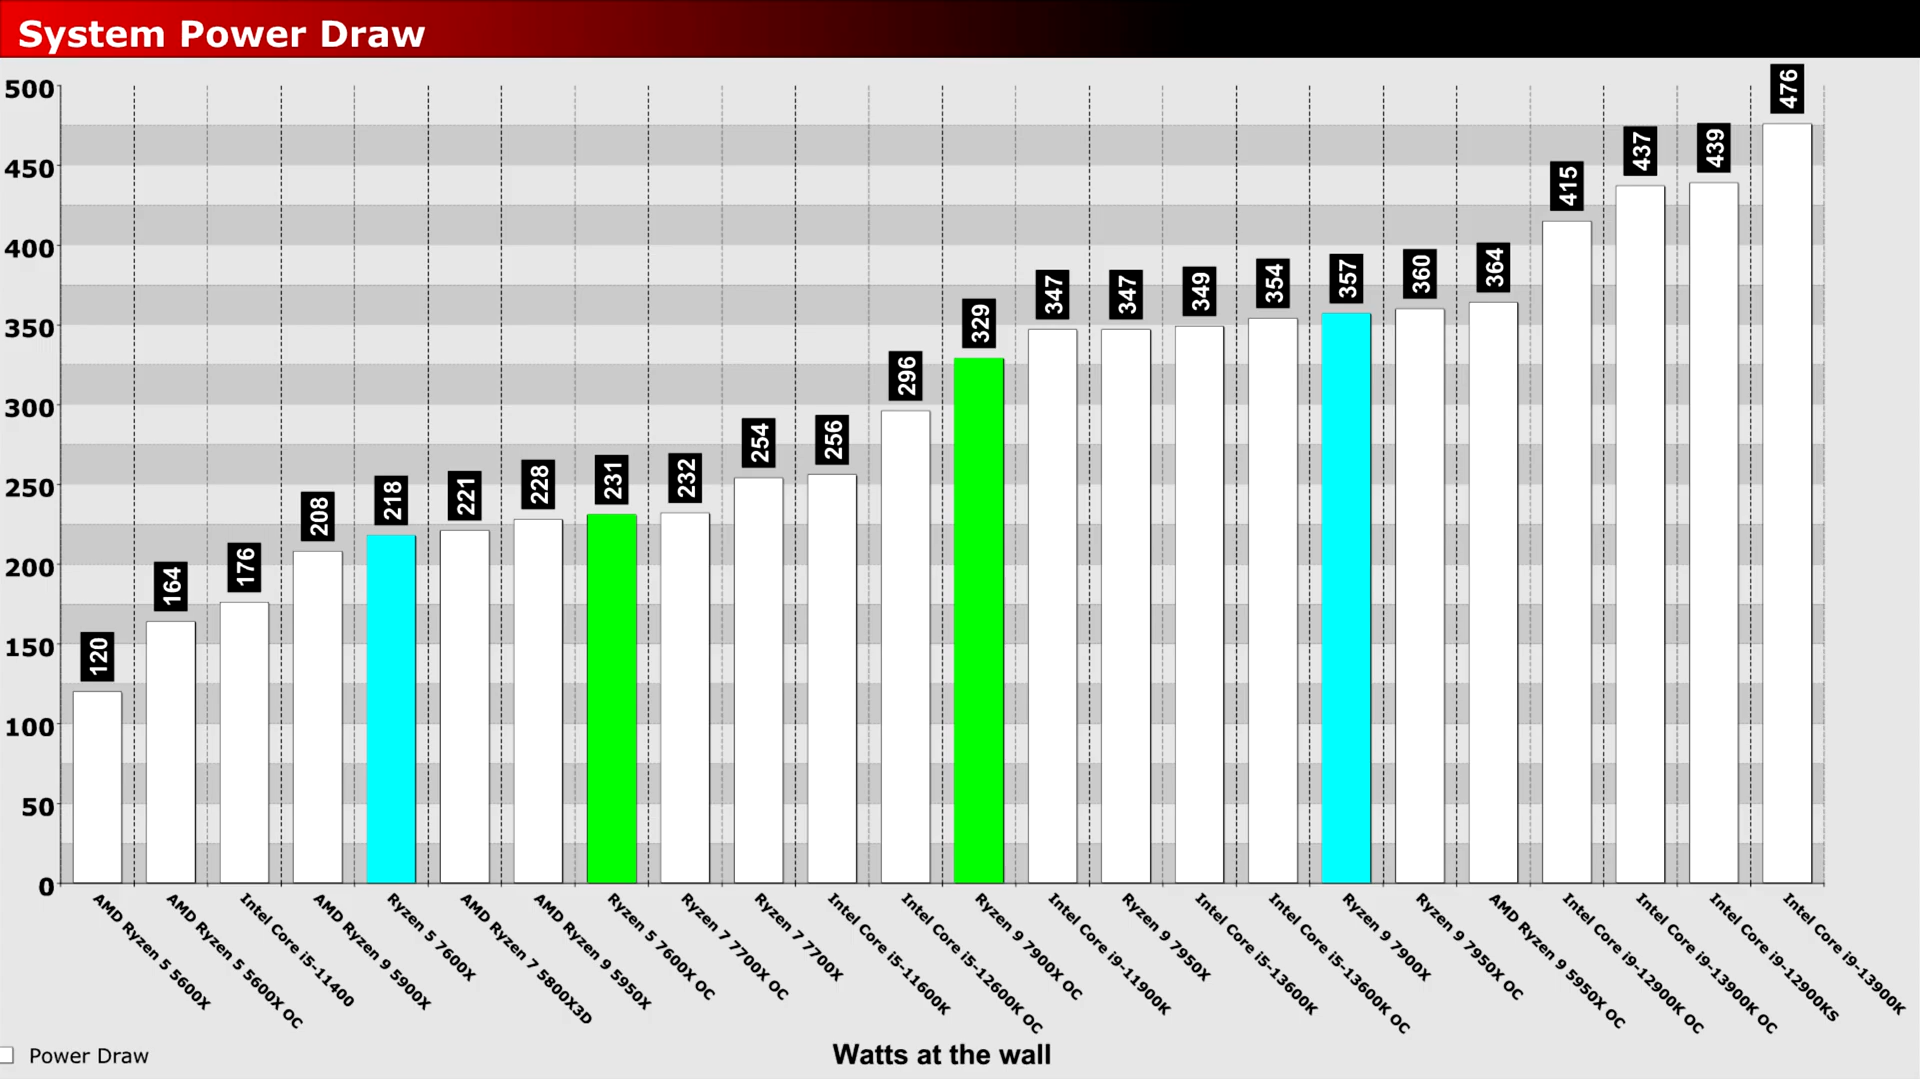 System Power Draw
500
450
400
350
300
250
200
150
100
50
0
120
164
176
208
218
221
228
231
232
254
256
296
329
347
347
349
354
357
360
364
415
437
439
476
AMD Ryzen 5 5600X
AMD Ryzen 5 5600X OC
Intel Core i5-11400
AMD Ryzen 9 5900X
Ryzen 5 7600X
AMD Ryzen 7 5800X3D
AMD Ryzen 9 5950X
Ryzen 5 7600X OC
Ryzen 7 7700X OC
Ryzen 7 7700X
Intel Core i5-11600K
Intel Core i5-12600K OC
Ryzen 9 7900X OC
Intel Core i9-11900K
Ryzen 9 7950X
Intel Core i5-13600K
Intel Core i5-13600K OC
Ryzen 9 7900X
Ryzen 9 7950X OC
AMD Ryzen 9 5950X OC
Intel Core i9-12900K OC
Intel Core i9-13900K OC
Intel Core i9-12900KS
Intel Core i9-13900K
Power Draw
Watts at the wall